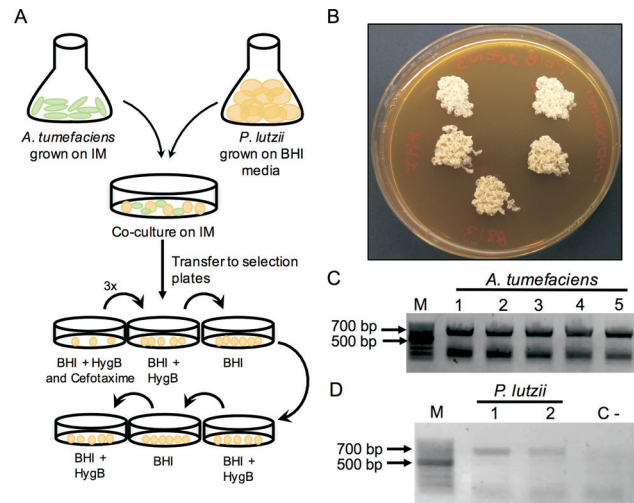 A
A. tumefaciens
grown on IM
P. lutzii
grown on BHI
media
Co-culture on IM
Transfer to selection
plates
3x
BHI + HygB
and Cefotaxime
BHI +
HygB
BHI
BHI +
HygB
BHI
BHI +
HygB
B
C
A. tumefaciens
M 1 2 3 4 5
700 bp
500 bp
D
P. lutzii
M 1 2 C -
700 bp
500 bp